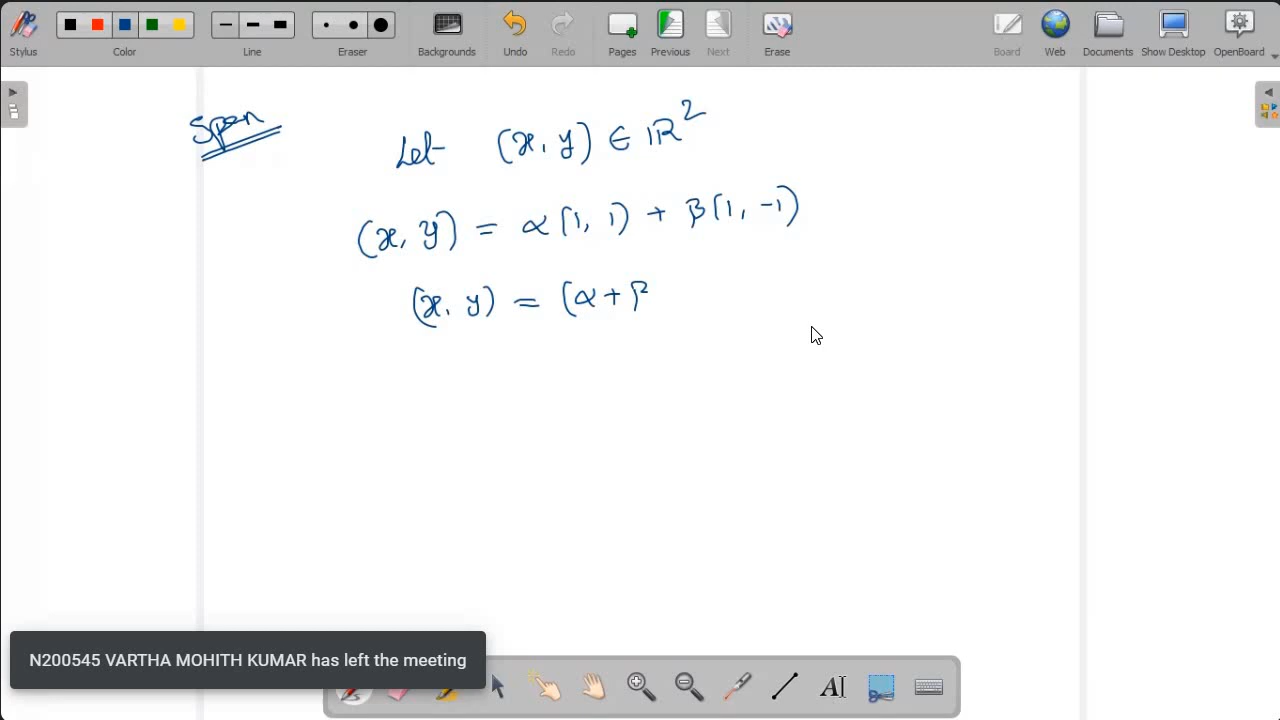 Stylus
Color
Line
Eraser
Backgrounds
Undo
Redo
Pages
Previous
Next
Erase
Board
Web
Documents
Show Desktop
OpenBoard
Span
Let (x, y) ∈ ℝ²
(x, y) = α(1, 1) + β(1, -1)
(x, y) = (α + β
N200545 VARTHA MOHITH KUMAR has left the meeting
AI